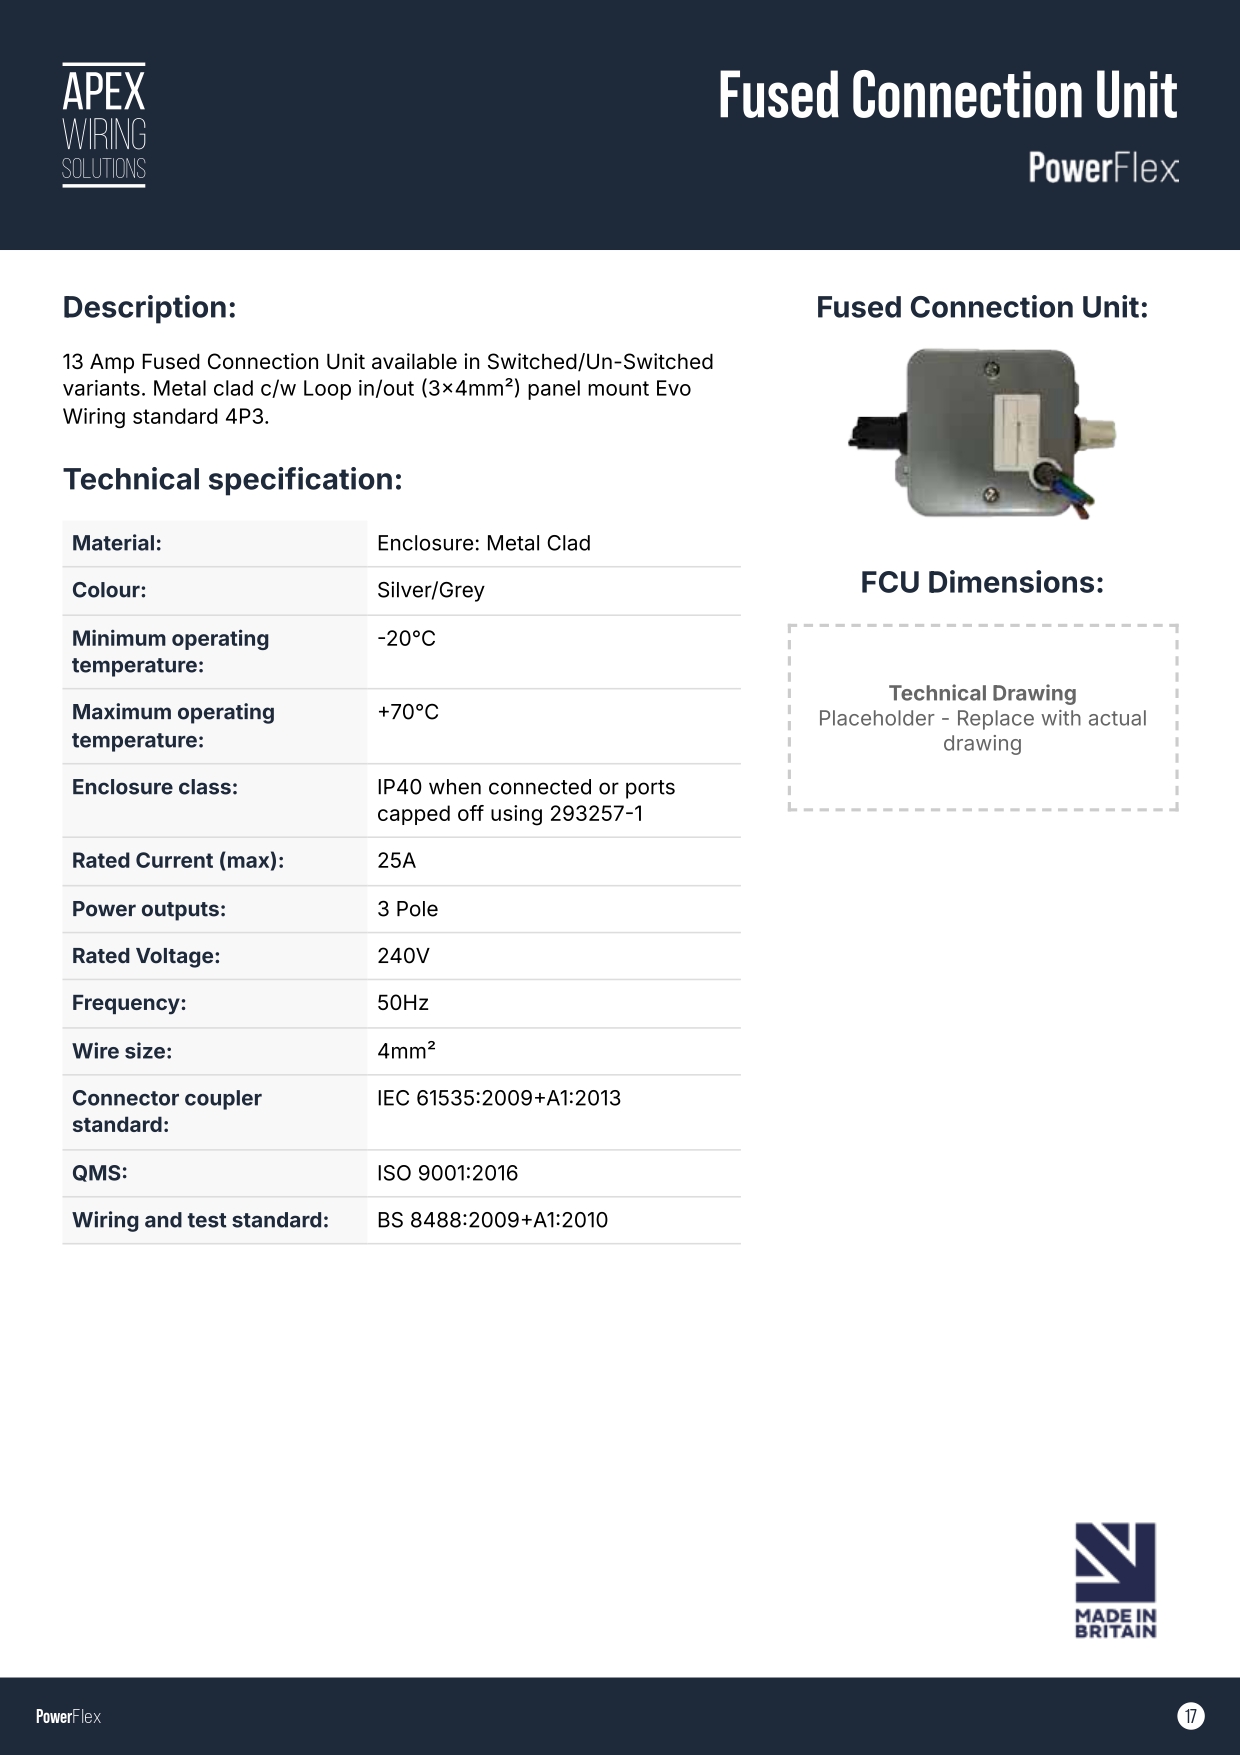 APEX
WIRING
SOLUTIONS
Fused Connection Unit
PowerFlex
Description:
13 Amp Fused Connection Unit available in Switched/Un-Switched
variants. Metal clad c/w Loop in/out (3×4mm²) panel mount Evo
Wiring standard 4P3.
Technical specification:
Material: Enclosure: Metal Clad
Colour: Silver/Grey
Minimum operating -20°C
temperature:
Maximum operating +70°C
temperature:
Enclosure class: IP40 when connected or ports
capped off using 293257-1
Rated Current (max): 25A
Power outputs: 3 Pole
Rated Voltage: 240V
Frequency: 50Hz
Wire size: 4mm²
Connector coupler IEC 61535:2009+A1:2013
standard:
QMS: ISO 9001:2016
Wiring and test standard: BS 8488:2009+A1:2010
Fused Connection Unit:
FCU Dimensions:
Technical Drawing
Placeholder - Replace with actual
drawing
MADE IN
BRITAIN
PowerFlex
17